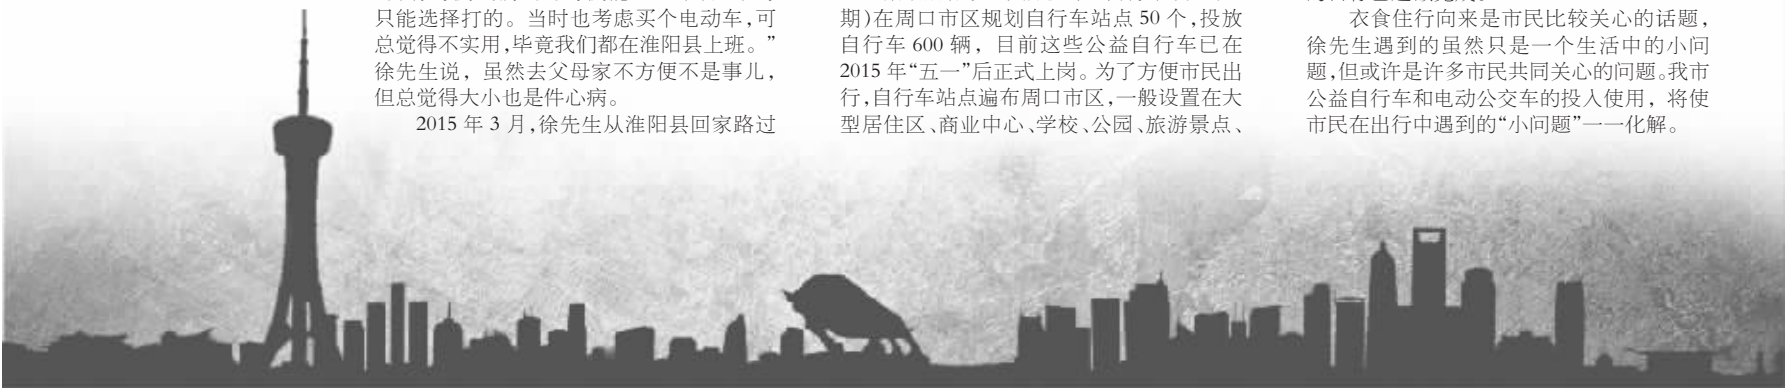 只能选择打的。当时也考虑买个电动车,可
总觉得不实用,毕竟我们都在淮阳县上班。”
徐先生说，虽然去父母家不方便不是事儿，
但总觉得大小也是件心病。
2015 年 3 月,徐先生从淮阳县回家路过
期)在周口市区规划自行车站点 50 个,投放
自行车 600 辆，目前这些公益自行车已在
2015 年“五一”后正式上岗。为了方便市民出
行,自行车站点遍布周口市区,一般设置在大
型居住区、商业中心、学校、公园、旅游景点、
衣食住行向来是市民比较关心的话题，
徐先生遇到的虽然只是一个生活中的小问
题,但或许是许多市民共同关心的问题。我市
公益自行车和电动公交车的投入使用，将使
市民在出行中遇到的“小问题”一一化解。